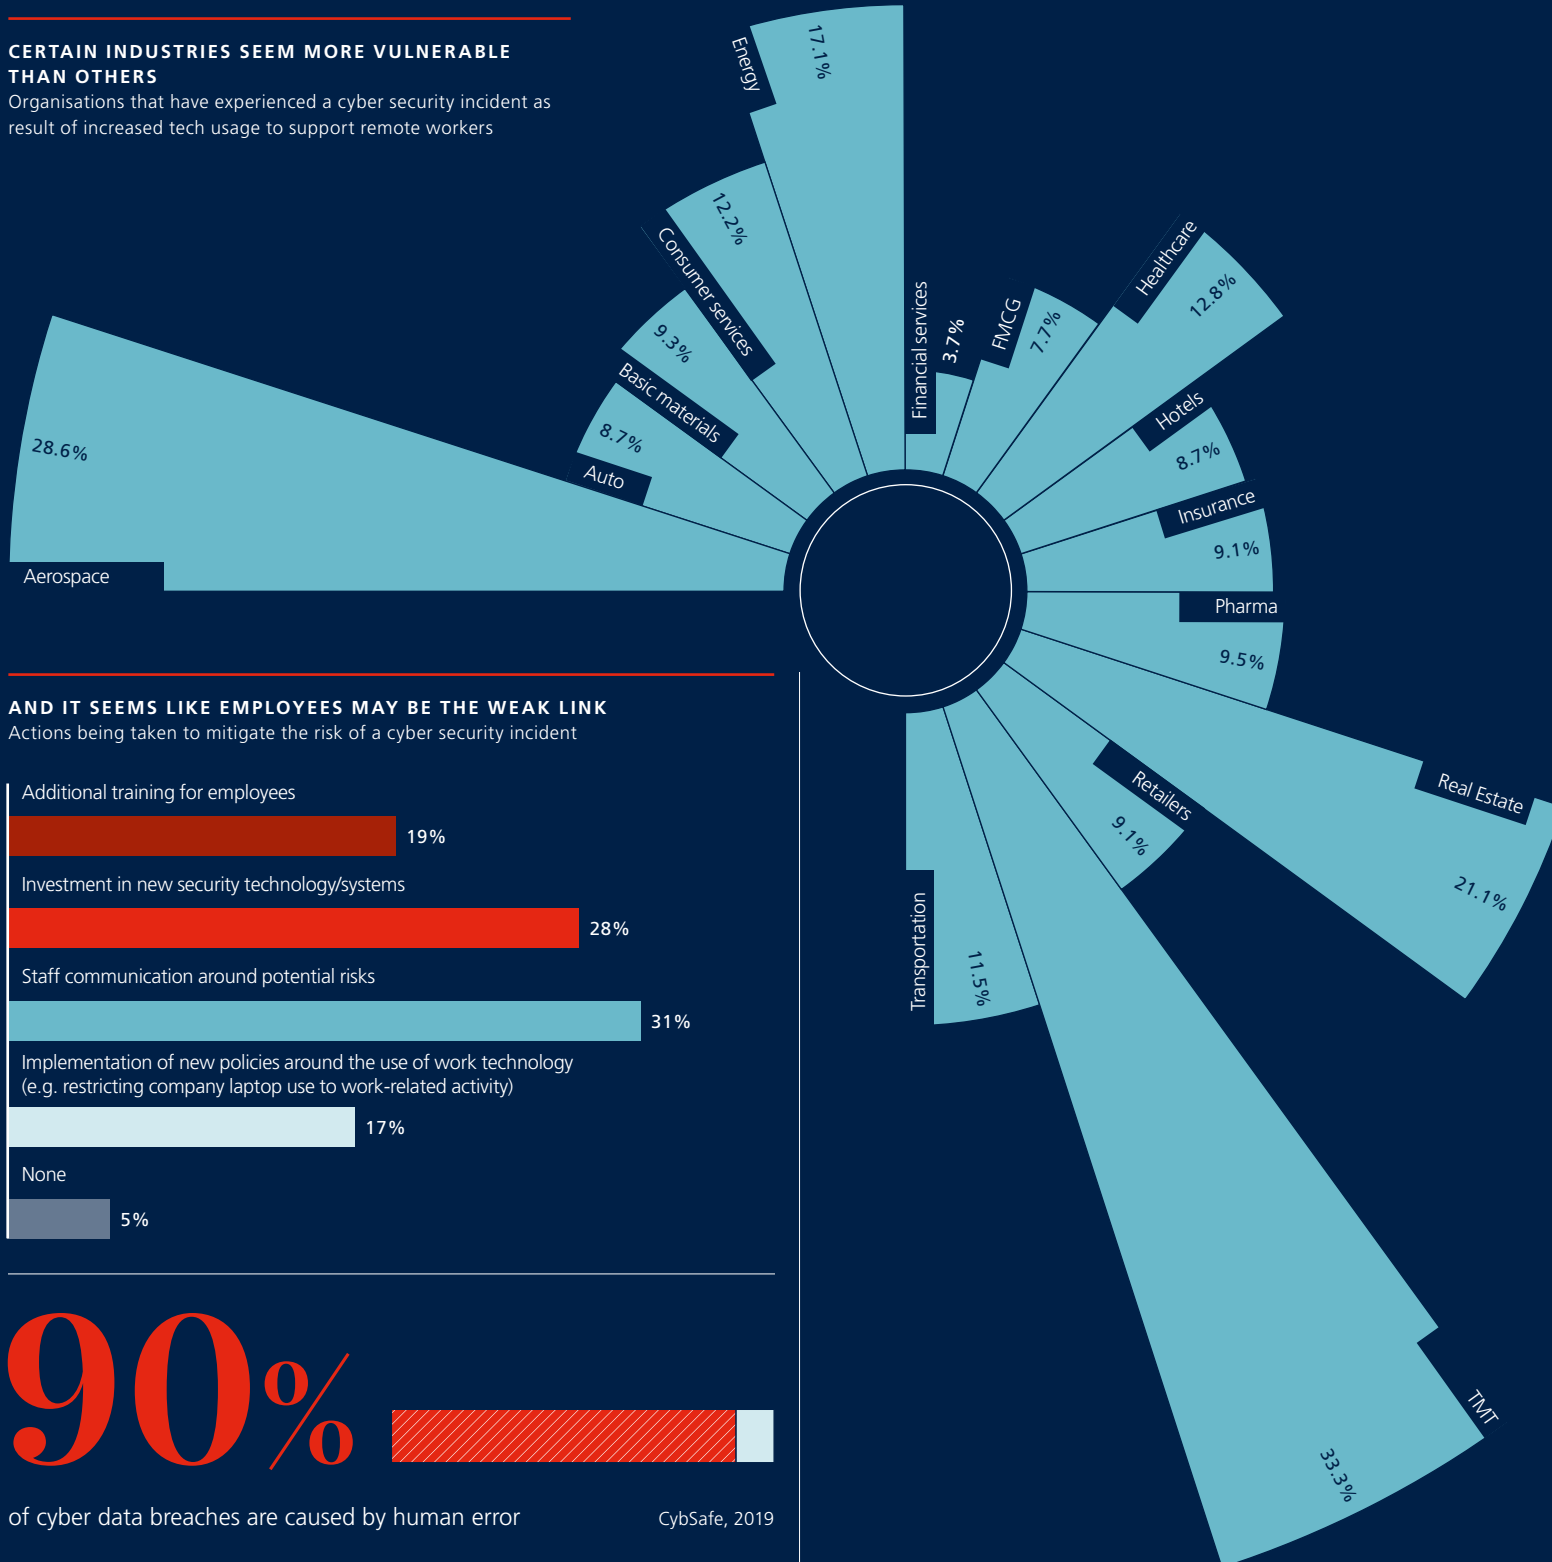 CERTAIN INDUSTRIES SEEM MORE VULNERABLE
THAN OTHERS
Organisations that have experienced a cyber security incident as
result of increased tech usage to support remote workers
Aerospace
28.6%
Auto
8.7%
Basic materials
9.3%
Consumer services
12.2%
Energy
17.1%
Financial services
3.7%
FMCG
7.7%
Healthcare
12.8%
Hotels
8.7%
Insurance
9.1%
Pharma
9.5%
Real Estate
21.1%
Retailers
9.1%
TMT
33.3%
Transportation
11.5%
AND IT SEEMS LIKE EMPLOYEES MAY BE THE WEAK LINK
Actions being taken to mitigate the risk of a cyber security incident
Additional training for employees
19%
Investment in new security technology/systems
28%
Staff communication around potential risks
31%
Implementation of new policies around the use of work technology
(e.g. restricting company laptop use to work-related activity)
17%
None
5%
90%
of cyber data breaches are caused by human error
CybSafe, 2019